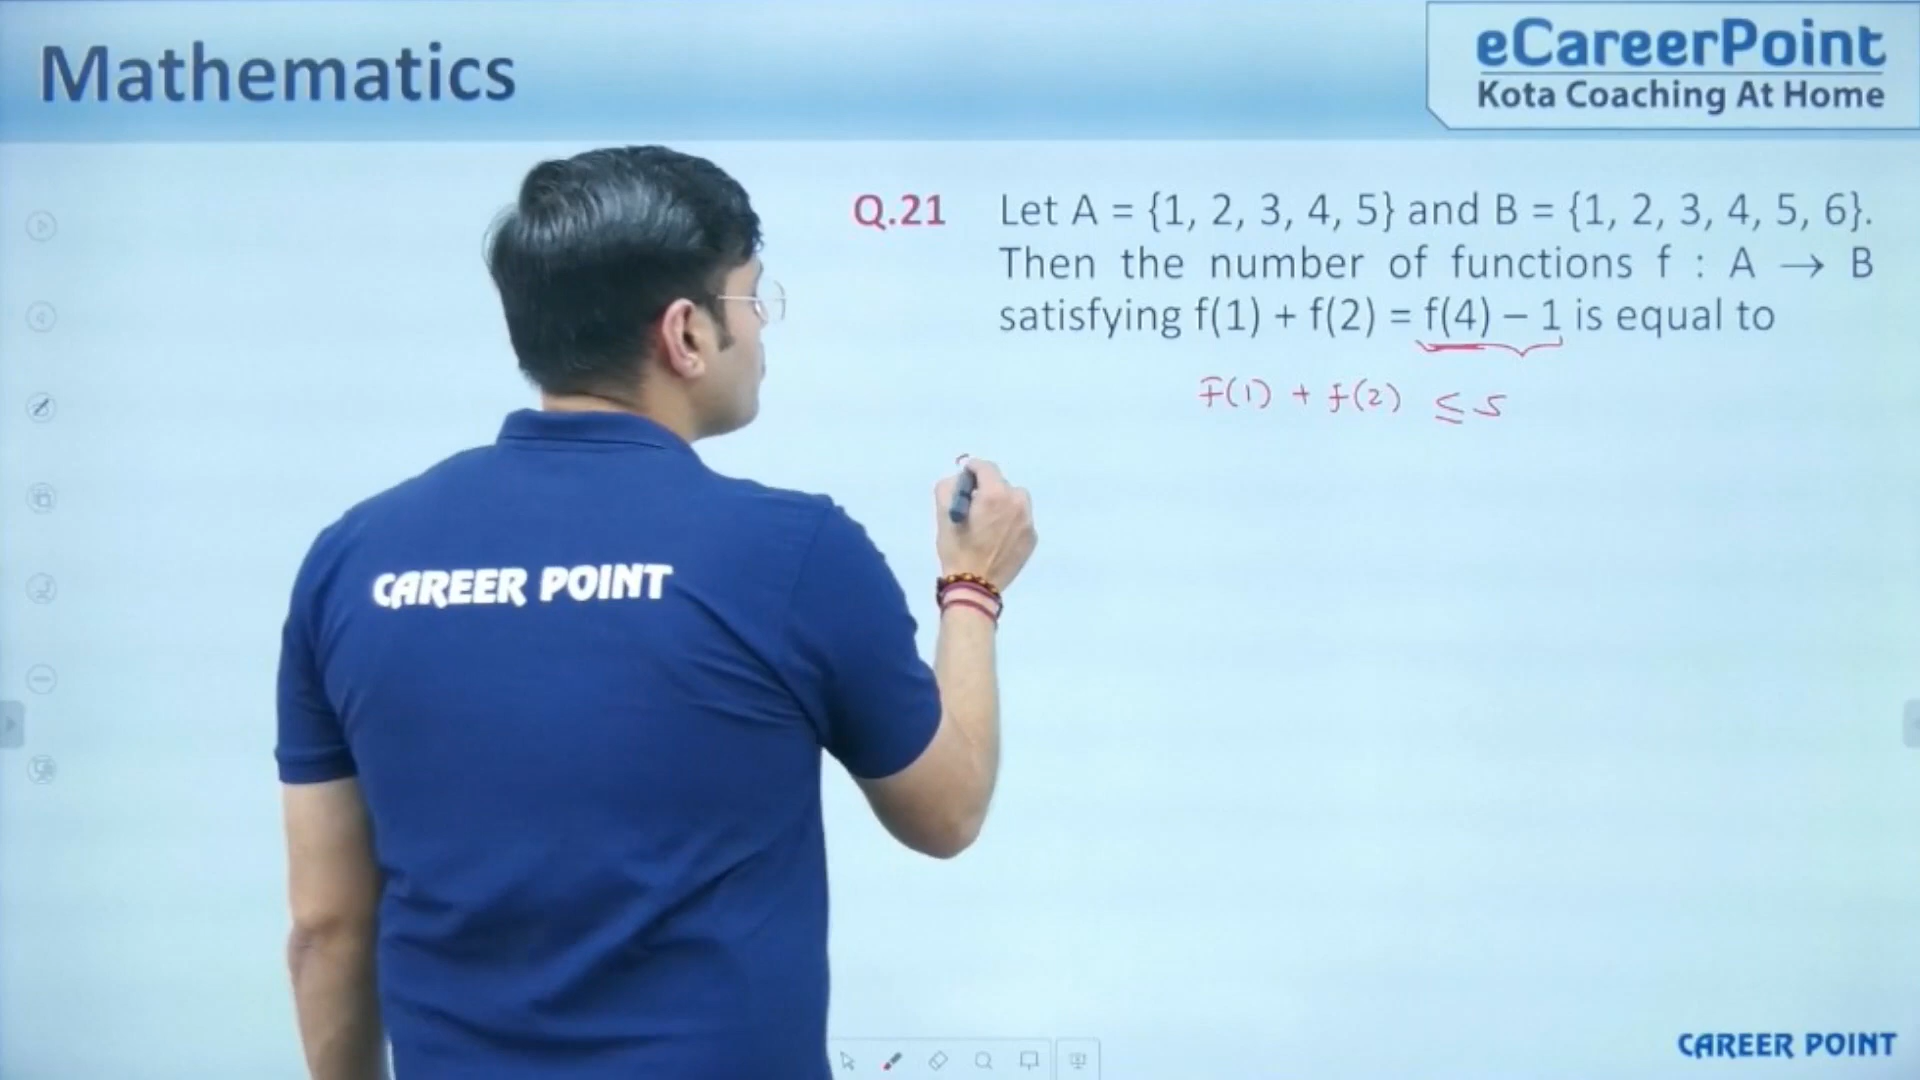 Mathematics
eCareerPoint
Kota Coaching At Home
Q.21 Let A = {1, 2, 3, 4, 5} and B = {1, 2, 3, 4, 5, 6}.
Then the number of functions f : A → B
satisfying f(1) + f(2) = f(4) – 1 is equal to
F(1) + f(2) ≤ 5
CAREER POINT
CAREER POINT